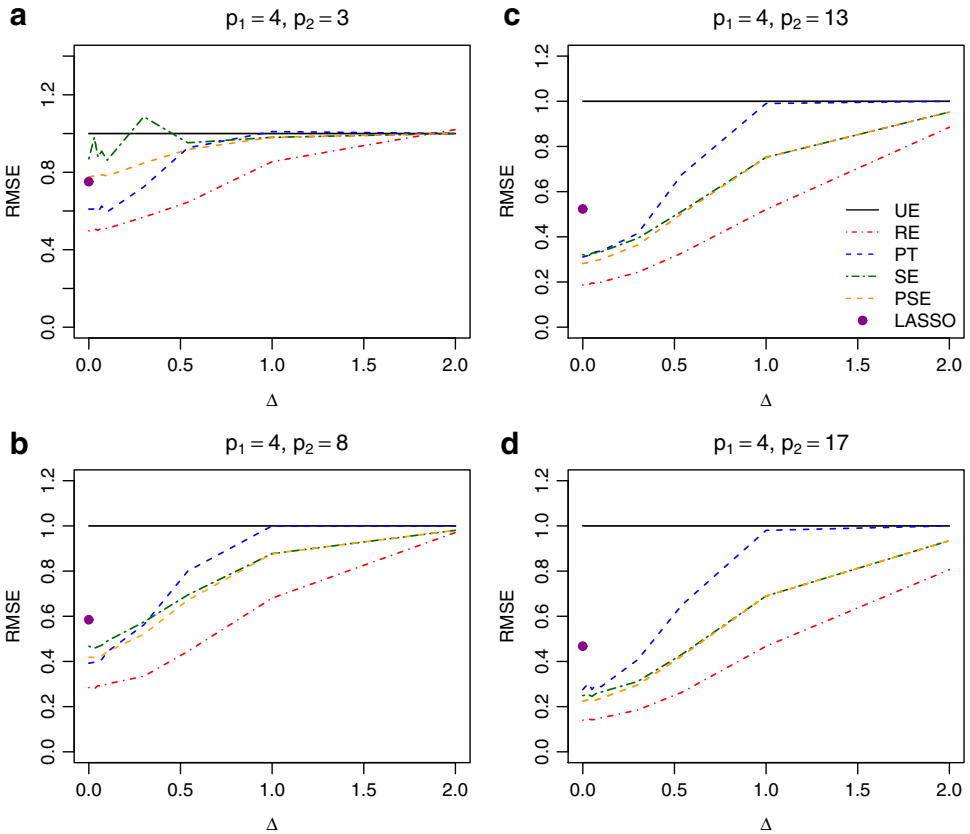 a
p₁ = 4, p₂ = 3
RMSE
0.0 0.4 0.8 1.2
0.0 0.5 1.0 1.5 2.0
Δ
c
p₁ = 4, p₂ = 13
RMSE
0.0 0.2 0.4 0.6 0.8 1.0 1.2
UE
RE
PT
SE
PSE
LASSO
0.0 0.5 1.0 1.5 2.0
Δ
b
p₁ = 4, p₂ = 8
RMSE
0.0 0.2 0.4 0.6 0.8 1.0 1.2
0.0 0.5 1.0 1.5 2.0
Δ
d
p₁ = 4, p₂ = 17
RMSE
0.0 0.2 0.4 0.6 0.8 1.0 1.2
0.0 0.5 1.0 1.5 2.0
Δ